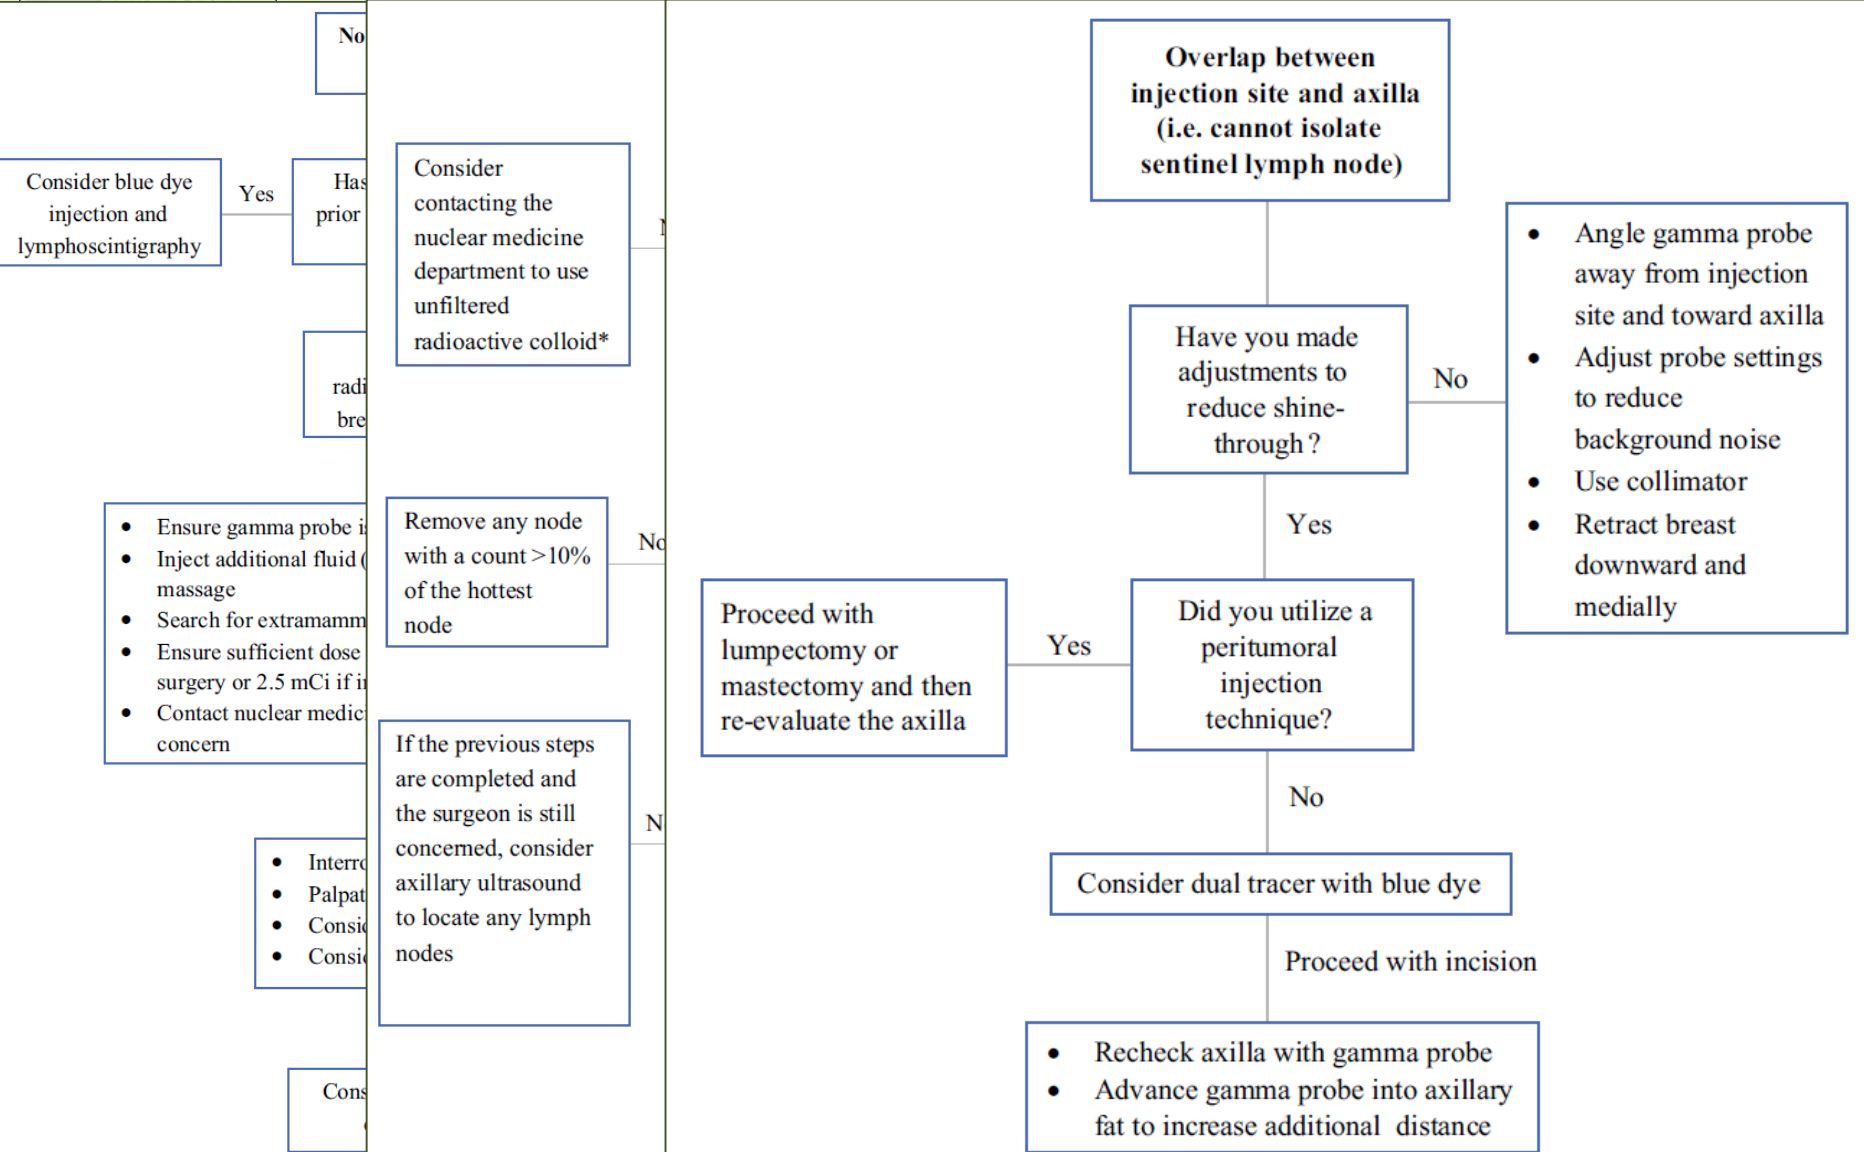 No
Consider blue dye
injection and
lymphoscintigraphy
Yes
Has
prior
radi
bre
• Ensure gamma probe is
• Inject additional fluid (
massage
• Search for extramamm
• Ensure sufficient dose
surgery or 2.5 mCi if in
• Contact nuclear medici
concern
• Interro
• Palpat
• Consid
• Consid
Cons
Consider
contacting the
nuclear medicine
department to use
unfiltered
radioactive colloid*
Remove any node
with a count >10%
of the hottest
node
No
If the previous steps
are completed and
the surgeon is still
concerned, consider
axillary ultrasound
to locate any lymph
nodes
N
Overlap between
injection site and axilla
(i.e. cannot isolate
sentinel lymph node)
Have you made
adjustments to
reduce shine-
through?
No
• Angle gamma probe
away from injection
site and toward axilla
• Adjust probe settings
to reduce
background noise
• Use collimator
• Retract breast
downward and
medially
Yes
Did you utilize a
peritumoral
injection
technique?
Yes
Proceed with
lumpectomy or
mastectomy and then
re-evaluate the axilla
No
Consider dual tracer with blue dye
Proceed with incision
• Recheck axilla with gamma probe
• Advance gamma probe into axillary
fat to increase additional distance